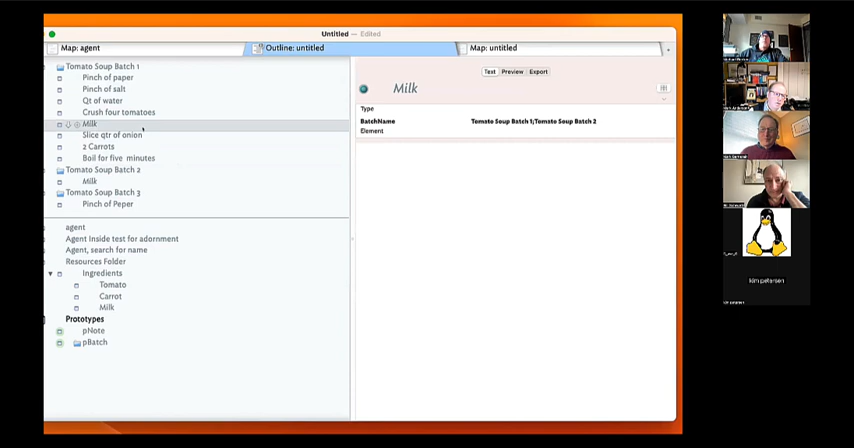 Untitled — Edited
Map: agent
Outline: untitled
Map: untitled
Tomato Soup Batch 1
Pinch of paper
Pinch of salt
Qt of water
Crush four tomatoes
Milk
Slice qtr of onion
2 Carrots
Boil for five minutes
Tomato Soup Batch 2
Milk
Tomato Soup Batch 3
Pinch of Peper
agent
Agent Inside test for adornment
Agent, search for name
Resources Folder
Ingredients
Tomato
Carrot
Milk
Prototypes
pNote
pBatch
Text Preview Export
Milk
Type
BatchName Tomato Soup Batch 1;Tomato Soup Batch 2
Element
kim petersen